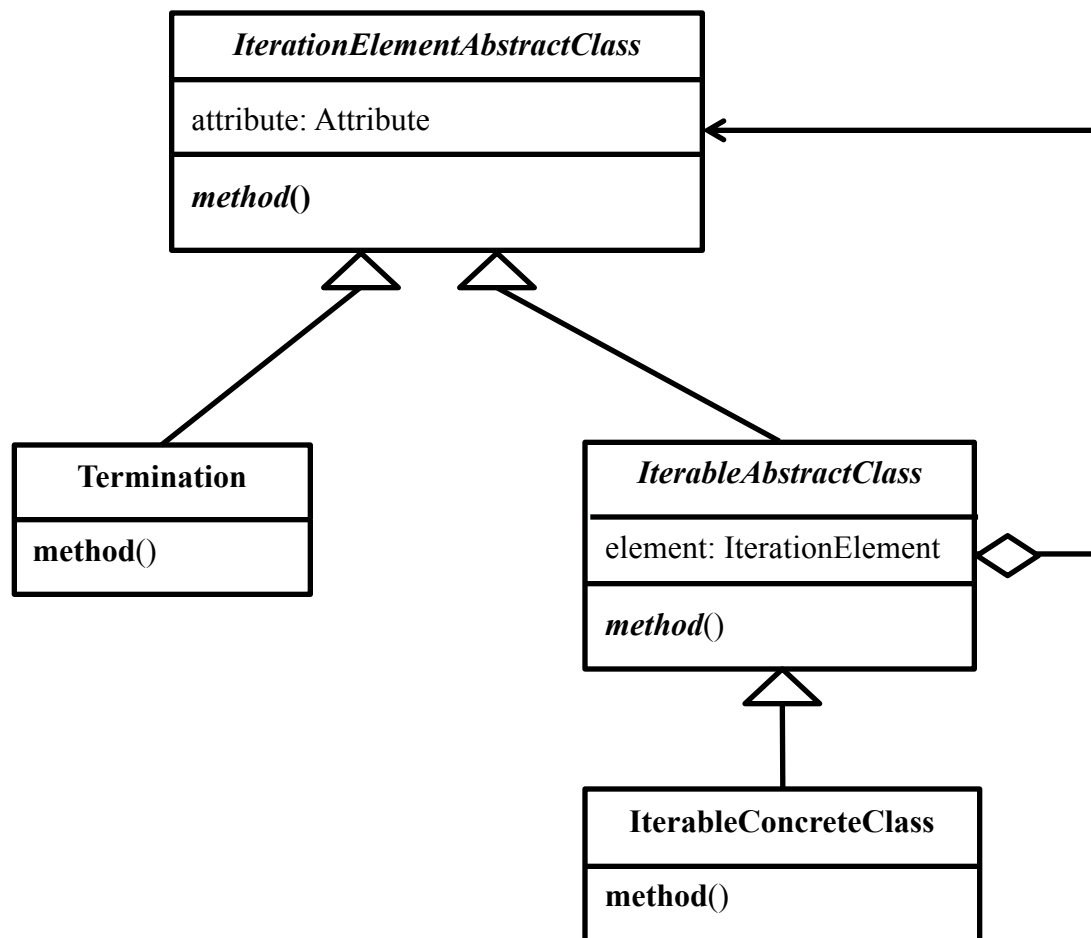 IterationElementAbstractClass
attribute: Attribute
method()
Termination
method()
IterableAbstractClass
element: IterationElement
method()
IterableConcreteClass
method()